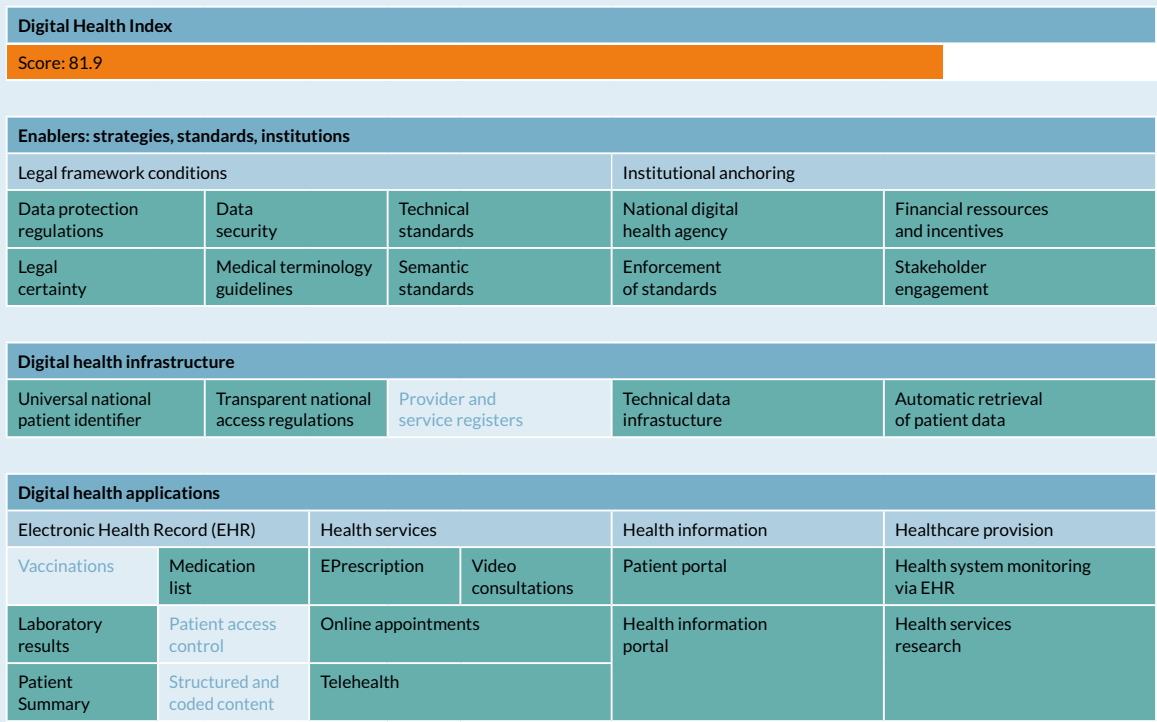 Digital Health Index
Score: 81.9
Enablers: strategies, standards, institutions
Legal framework conditions
Institutional anchoring
Data protection
regulations
Data
security
Technical
standards
National digital
health agency
Financial ressources
and incentives
Legal
certainty
Medical terminology
guidelines
Semantic
standards
Enforcement
of standards
Stakeholder
engagement
Digital health infrastructure
Universal national
patient identifier
Transparent national
access regulations
Provider and
service registers
Technical data
infrastucture
Automatic retrieval
of patient data
Digital health applications
Electronic Health Record (EHR)
Health services
Health information
Healthcare provision
Vaccinations
Medication
list
EPrescription
Video
consultations
Patient portal
Health system monitoring
via EHR
Laboratory
results
Patient access
control
Online appointments
Health information
portal
Health services
research
Patient
Summary
Structured and
coded content
Telehealth